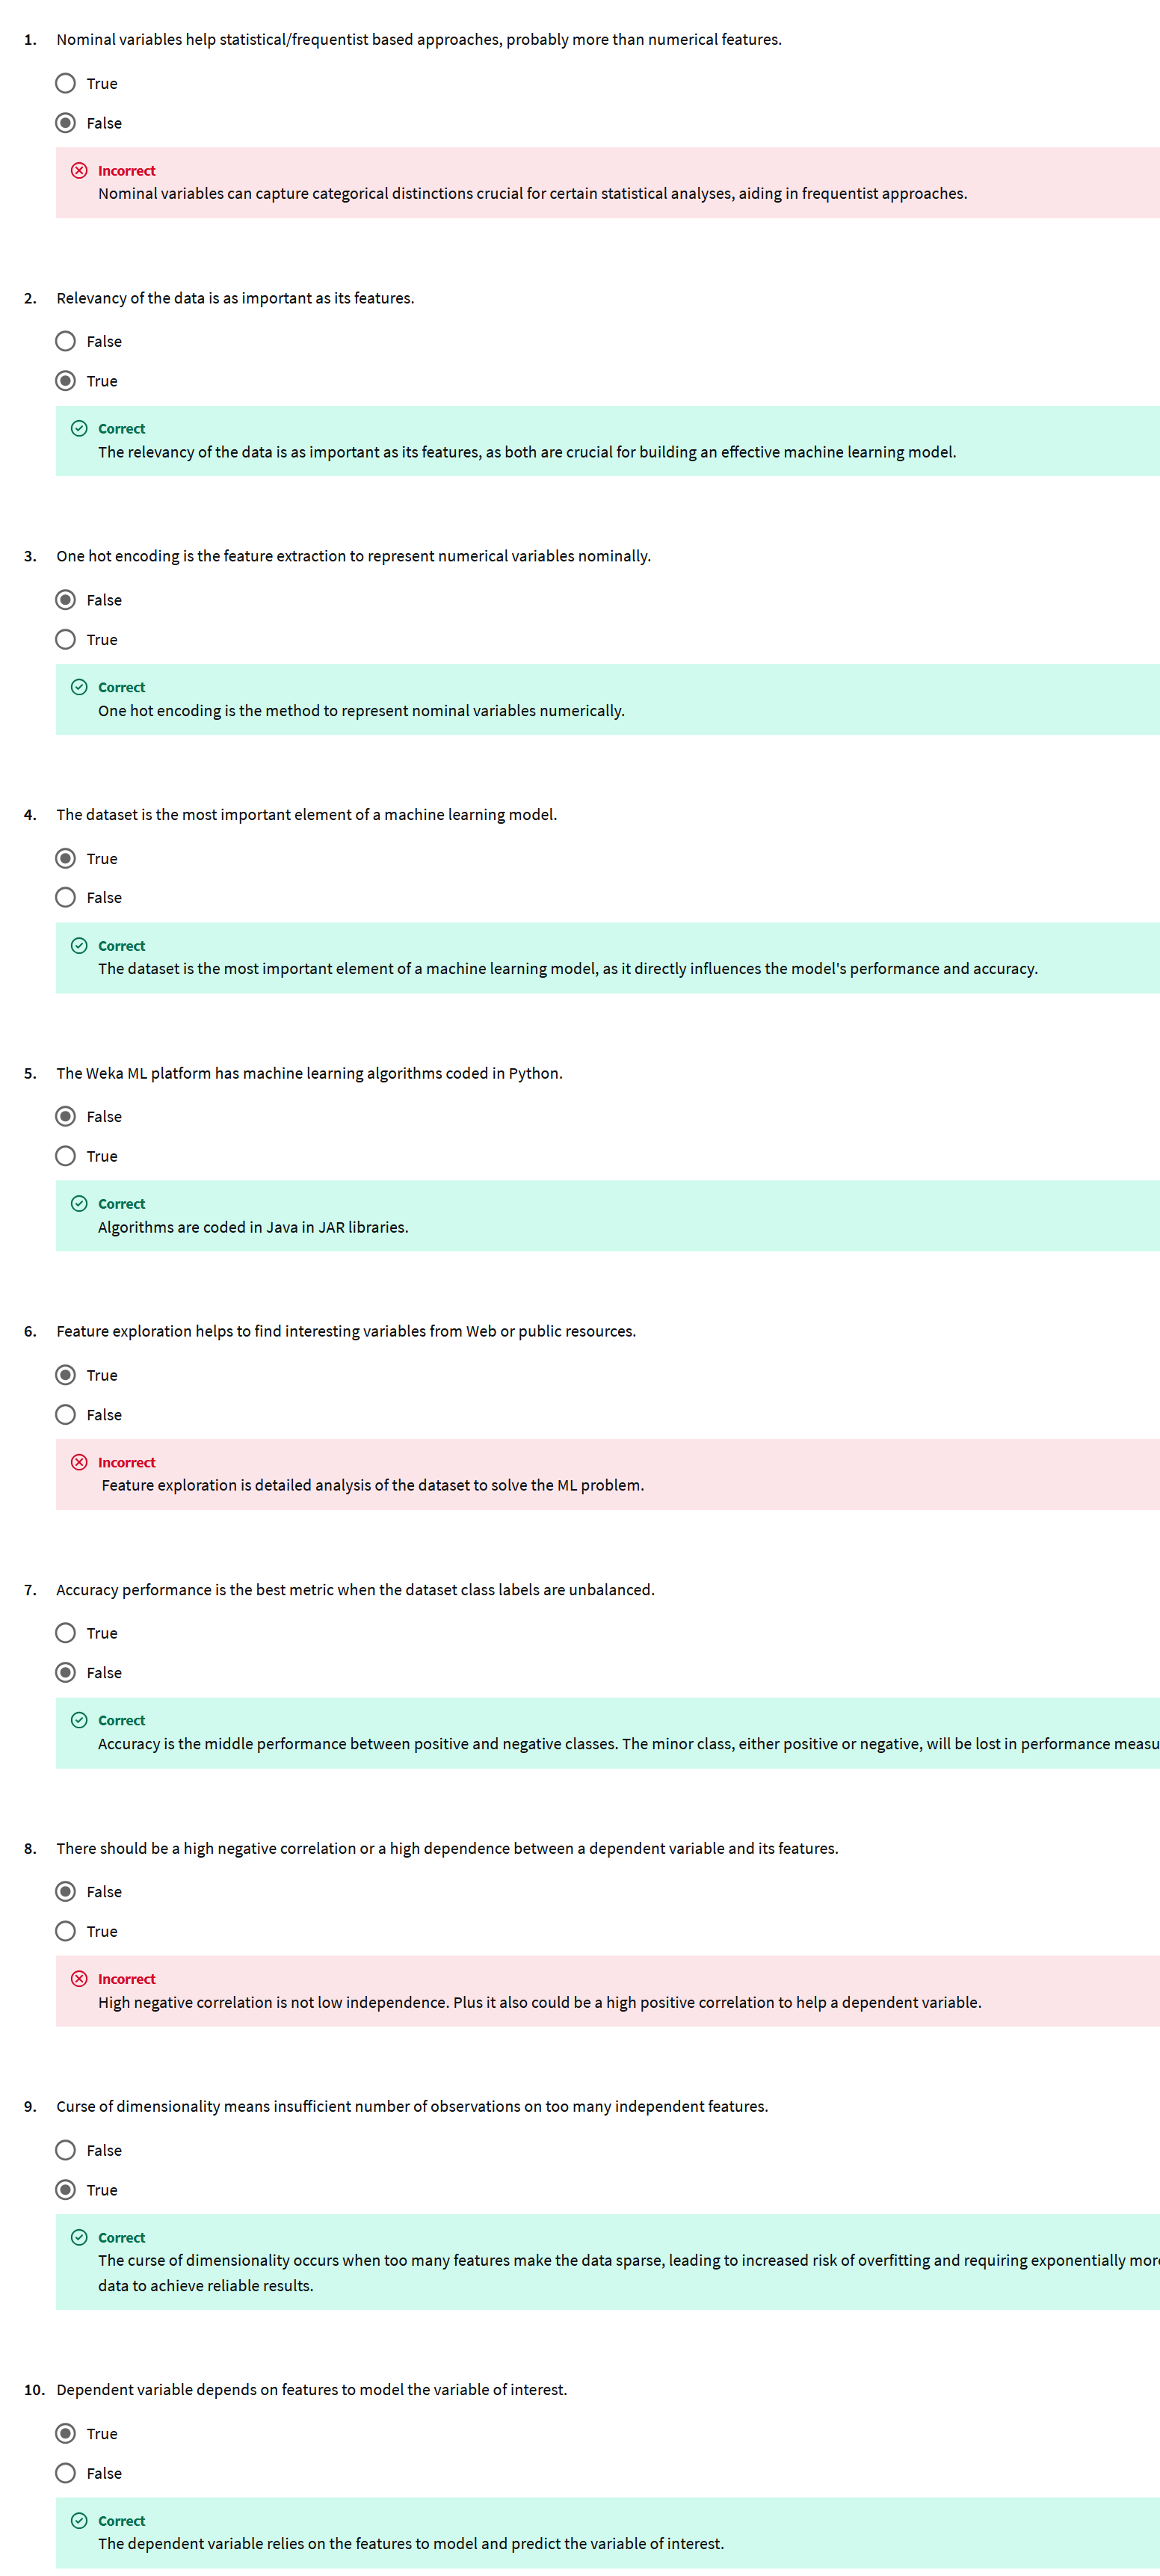 1. Nominal variables help statistical/frequentist based approaches, probably more than numerical features.
True
False
Incorrect
Nominal variables can capture categorical distinctions crucial for certain statistical analyses, aiding in frequentist approaches.
2. Relevancy of the data is as important as its features.
False
True
Correct
The relevancy of the data is as important as its features, as both are crucial for building an effective machine learning model.
3. One hot encoding is the feature extraction to represent numerical variables nominally.
False
True
Correct
One hot encoding is the method to represent nominal variables numerically.
4. The dataset is the most important element of a machine learning model.
True
False
Correct
The dataset is the most important element of a machine learning model, as it directly influences the model's performance and accuracy.
5. The Weka ML platform has machine learning algorithms coded in Python.
False
True
Correct
Algorithms are coded in Java in JAR libraries.
6. Feature exploration helps to find interesting variables from Web or public resources.
True
False
Incorrect
Feature exploration is detailed analysis of the dataset to solve the ML problem.
7. Accuracy performance is the best metric when the dataset class labels are unbalanced.
True
False
Correct
Accuracy is the middle performance between positive and negative classes. The minor class, either positive or negative, will be lost in performance measu
8. There should be a high negative correlation or a high dependence between a dependent variable and its features.
False
True
Incorrect
High negative correlation is not low independence. Plus it also could be a high positive correlation to help a dependent variable.
9. Curse of dimensionality means insufficient number of observations on too many independent features.
False
True
Correct
The curse of dimensionality occurs when too many features make the data sparse, leading to increased risk of overfitting and requiring exponentially more
data to achieve reliable results.
10. Dependent variable depends on features to model the variable of interest.
True
False
Correct
The dependent variable relies on the features to model and predict the variable of interest.